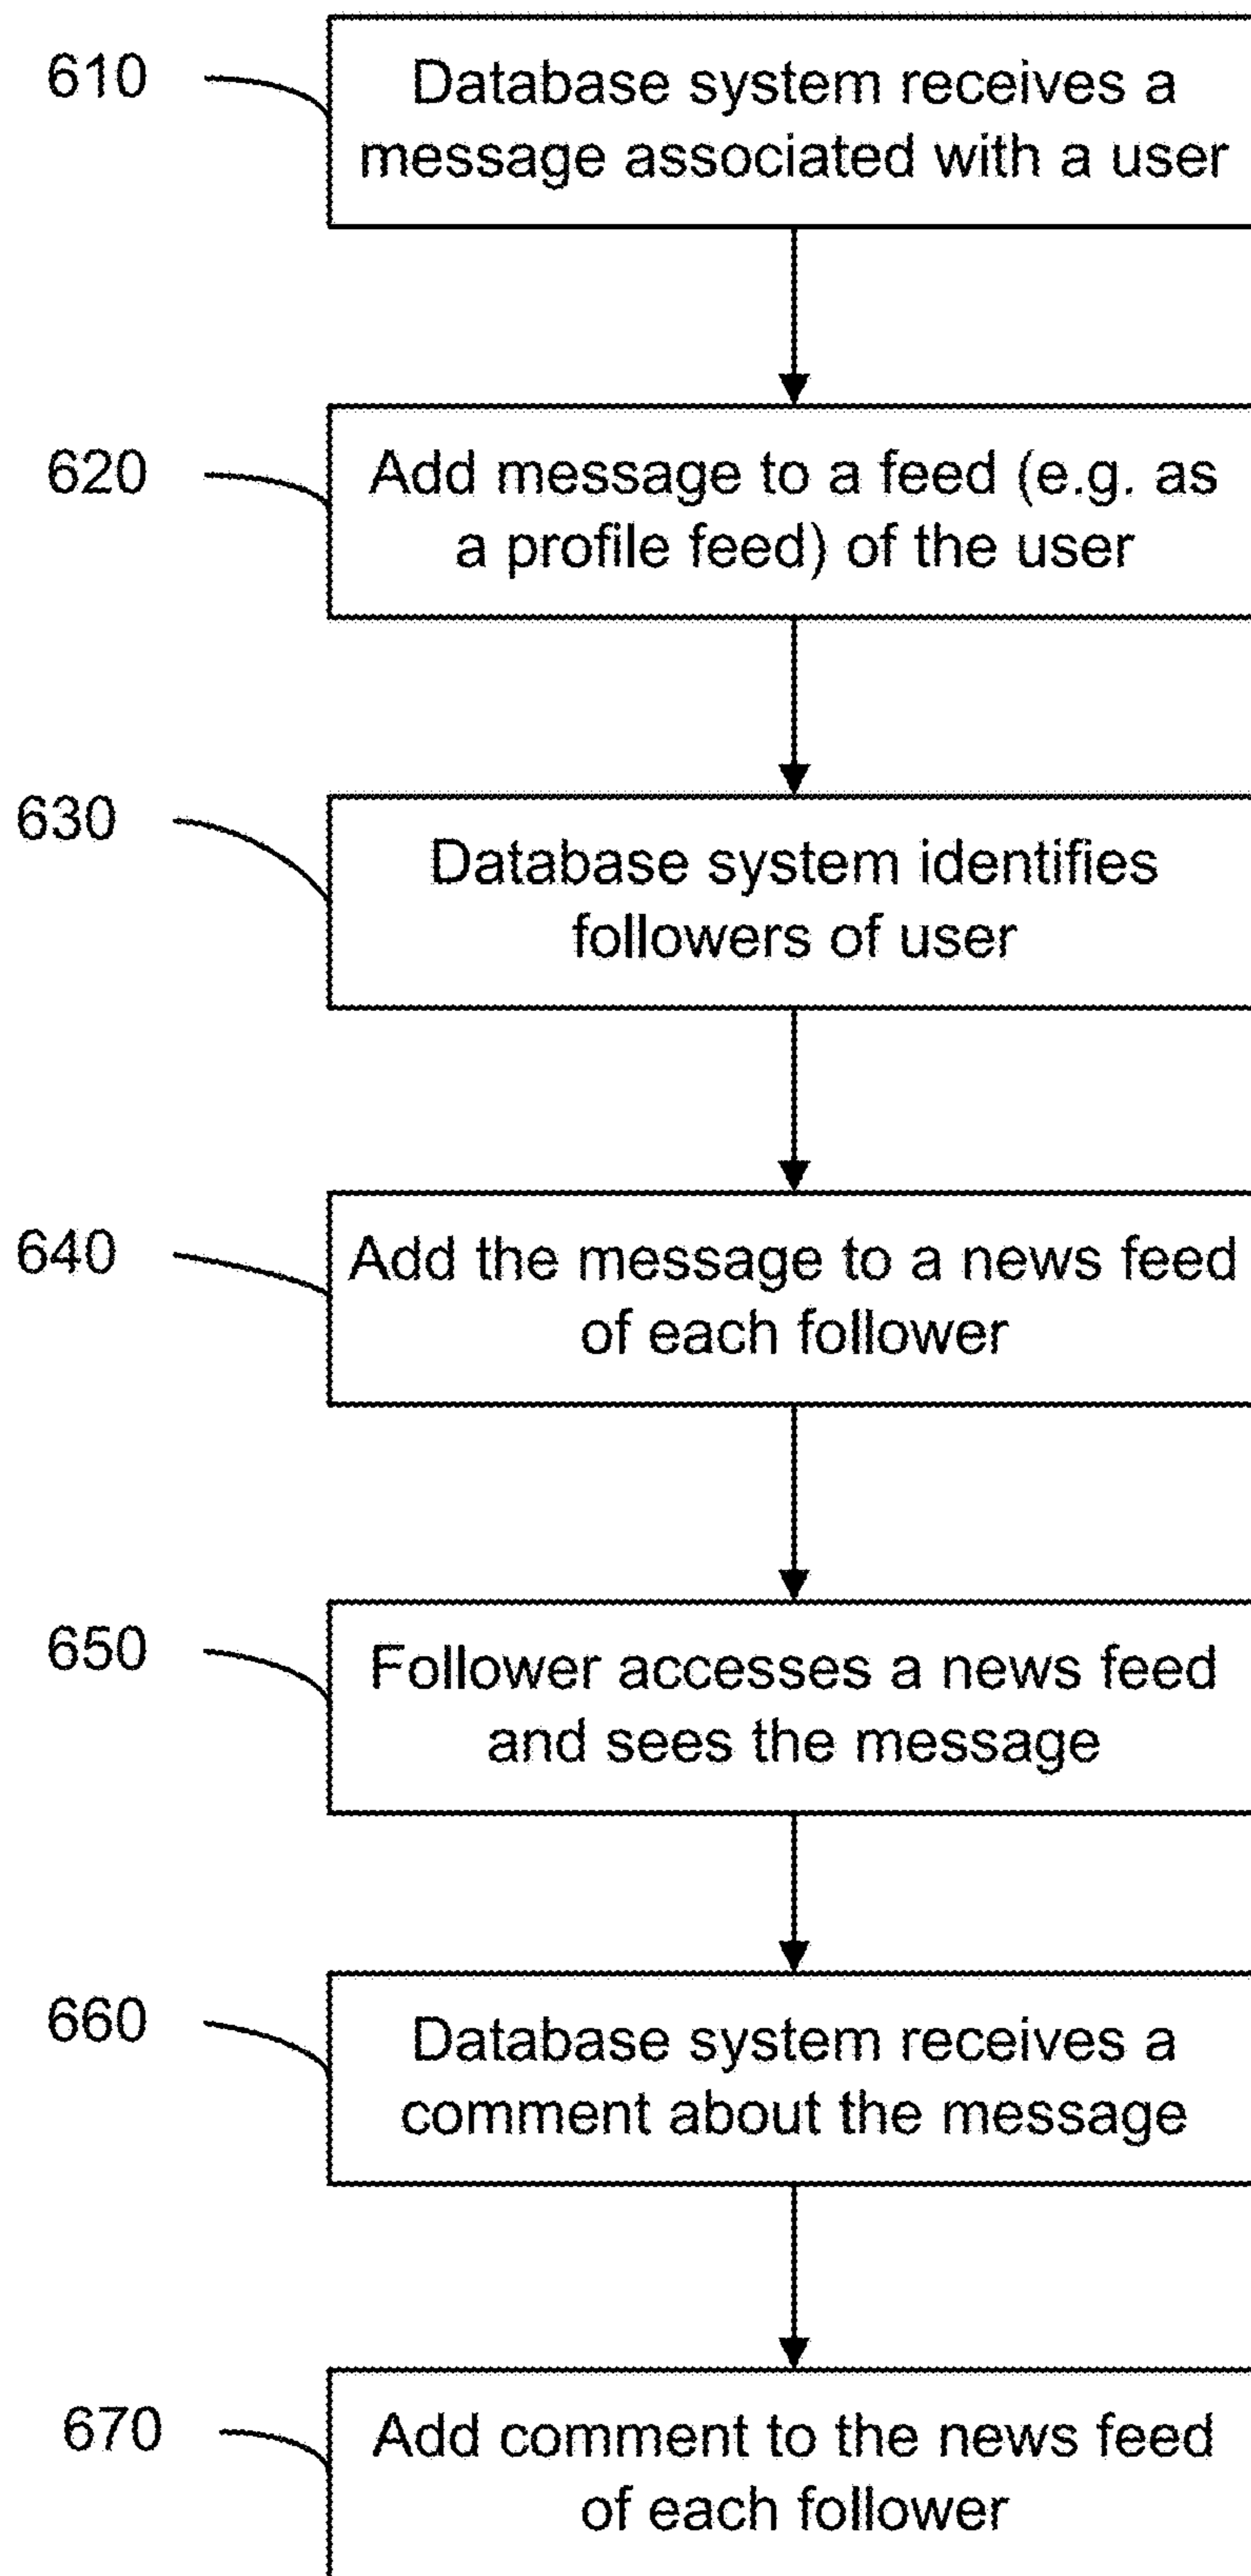 610
Database system receives a
message associated with a user
620
Add message to a feed (e.g. as
a profile feed) of the user
630
Database system identifies
followers of user
640
Add the message to a news feed
of each follower
650
Follower accesses a news feed
and sees the message
660
Database system receives a
comment about the message
670
Add comment to the news feed
of each follower